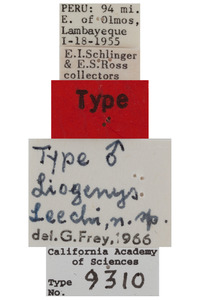 PERU: 94 mi.
E. of Olmos,
Lambayeque
I-18-1955
E.I.Schlinger
& E.S.Ross
collectors
Type
Type ♂
Liogenys
Leechi, n. sp.
del. G. Frey, 1966
California Academy
of Sciences
Type
No. 9310